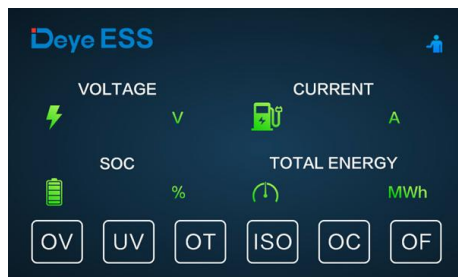 Deye ESS
VOLTAGE CURRENT
V A
SOC TOTAL ENERGY
% MWh
OV UV OT ISO OC OF